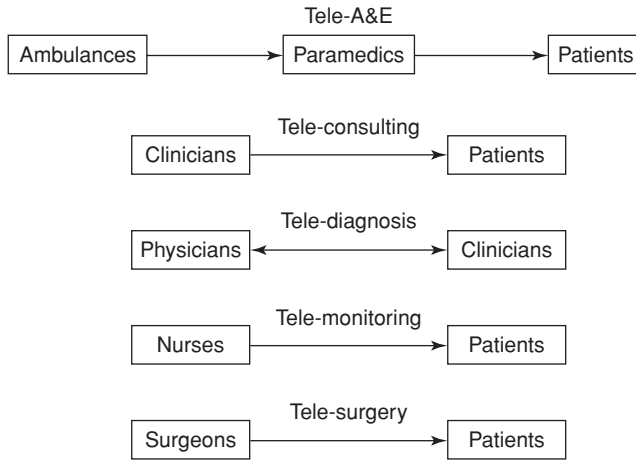 Tele-A&E
Ambulances Paramedics Patients
Tele-consulting
Clinicians Patients
Tele-diagnosis
Physicians Clinicians
Tele-monitoring
Nurses Patients
Tele-surgery
Surgeons Patients